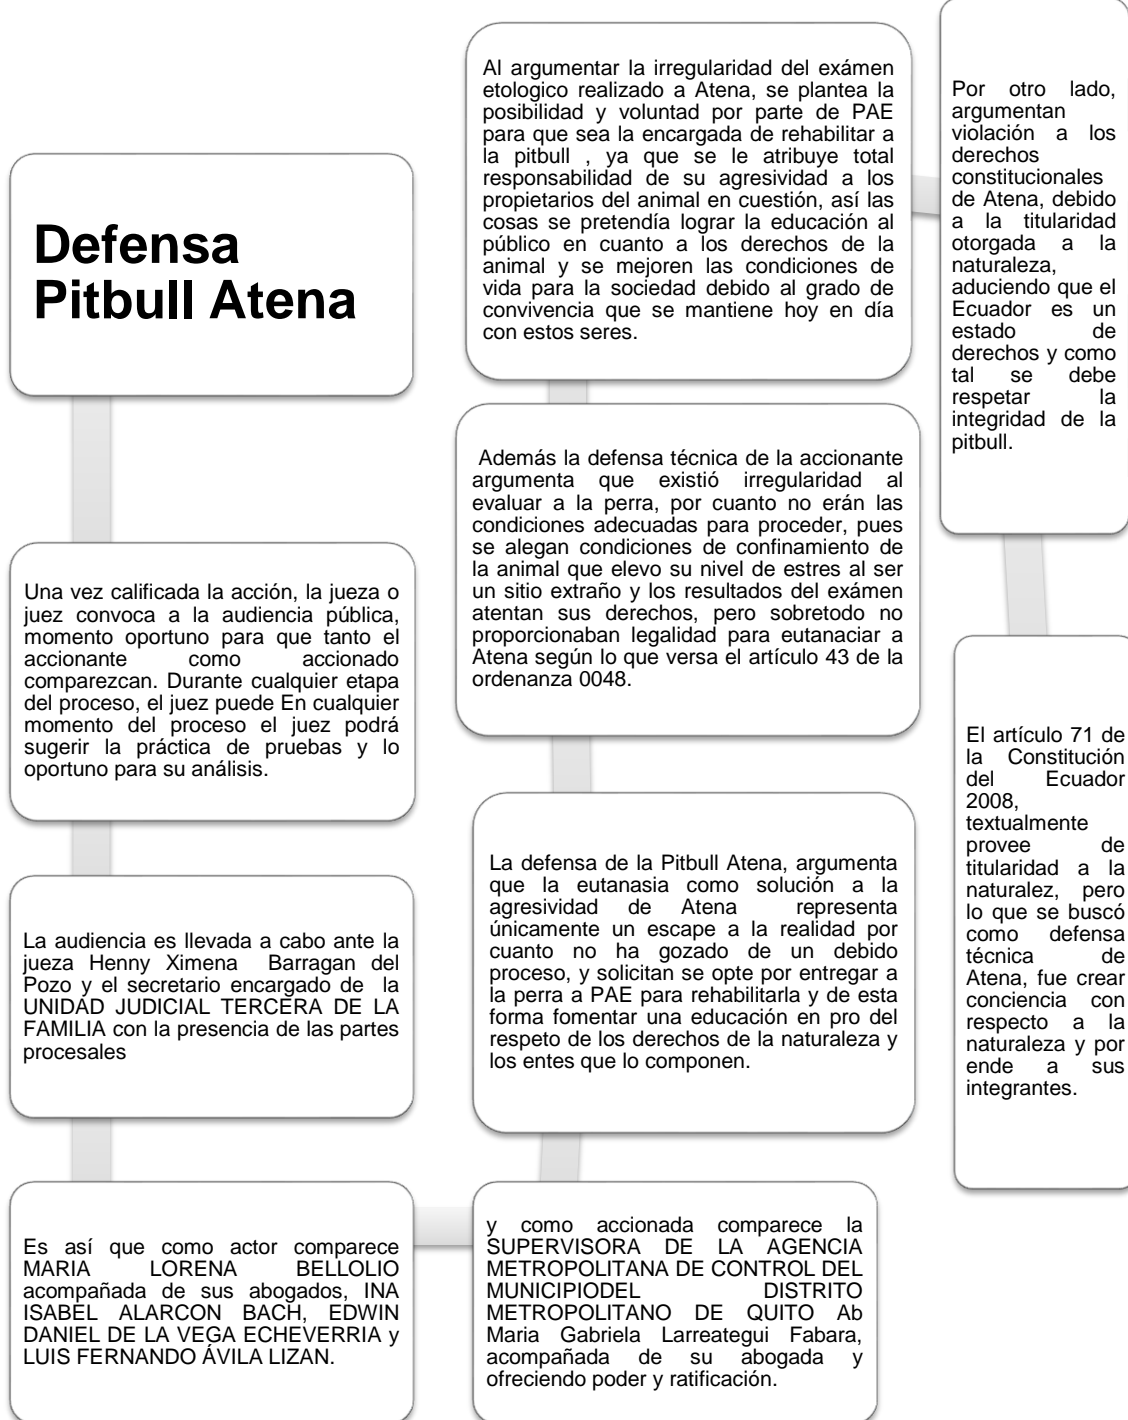 Defensa
Pitbull Atena
Una vez calificada la acción, la jueza o
juez convoca a la audiencia pública,
momento oportuno para que tanto el
accionante como accionado
comparezcan. Durante cualquier etapa
del proceso, el juez puede En cualquier
momento del proceso el juez podrá
sugerir la práctica de pruebas y lo
oportuno para su análisis.
La audiencia es llevada a cabo ante la
jueza Henny Ximena Barragan del
Pozo y el secretario encargado de la
UNIDAD JUDICIAL TERCERA DE LA
FAMILIA con la presencia de las partes
procesales
Es así que como actor comparece
MARIA LORENA BELLOLIO
acompañada de sus abogados, INA
ISABEL ALARCON BACH, EDWIN
DANIEL DE LA VEGA ECHEVERRIA y
LUIS FERNANDO ÁVILA LIZAN.
y como accionada comparece la
SUPERVISORA DE LA AGENCIA
METROPOLITANA DE CONTROL DEL
MUNICIPIODEL DISTRITO
METROPOLITANO DE QUITO Ab
Maria Gabriela Larreategui Fabara,
acompañada de su abogada y
ofreciendo poder y ratificación.
La defensa de la Pitbull Atena, argumenta
que la eutanasia como solución a la
agresividad de Atena representa
únicamente un escape a la realidad por
cuanto no ha gozado de un debido
proceso, y solicitan se opte por entregar a
la perra a PAE para rehabilitarla y de esta
forma fomentar una educación en pro del
respeto de los derechos de la naturaleza y
los entes que lo componen.
Además la defensa técnica de la accionante
argumenta que existió irregularidad al
evaluar a la perra, por cuanto no erán las
condiciones adecuadas para proceder, pues
se alegan condiciones de confinamiento de
la animal que elevo su nivel de estres al ser
un sitio extraño y los resultados del exámen
atentan sus derechos, pero sobretodo no
proporcionaban legalidad para eutanaciar a
Atena según lo que versa el artículo 43 de la
ordenanza 0048.
Al argumentar la irregularidad del exámen
etologico realizado a Atena, se plantea la
posibilidad y voluntad por parte de PAE
para que sea la encargada de rehabilitar a
la pitbull , ya que se le atribuye total
responsabilidad de su agresividad a los
propietarios del animal en cuestión, así las
cosas se pretendía lograr la educación al
público en cuanto a los derechos de la
animal y se mejoren las condiciones de
vida para la sociedad debido al grado de
convivencia que se mantiene hoy en día
con estos seres.
Por otro lado,
argumentan
violación a los
derechos
constitucionales
de Atena, debido
a la titularidad
otorgada a la
naturaleza,
aduciendo que el
Ecuador es un
estado de
derechos y como
tal se debe
respetar la
integridad de la
pitbull.
El artículo 71 de
la Constitución
del Ecuador
2008,
textualmente
provee de
titularidad a la
naturalez, pero
lo que se buscó
como defensa
técnica de
Atena, fue crear
conciencia con
respecto a la
naturaleza y por
ende a sus
integrantes.